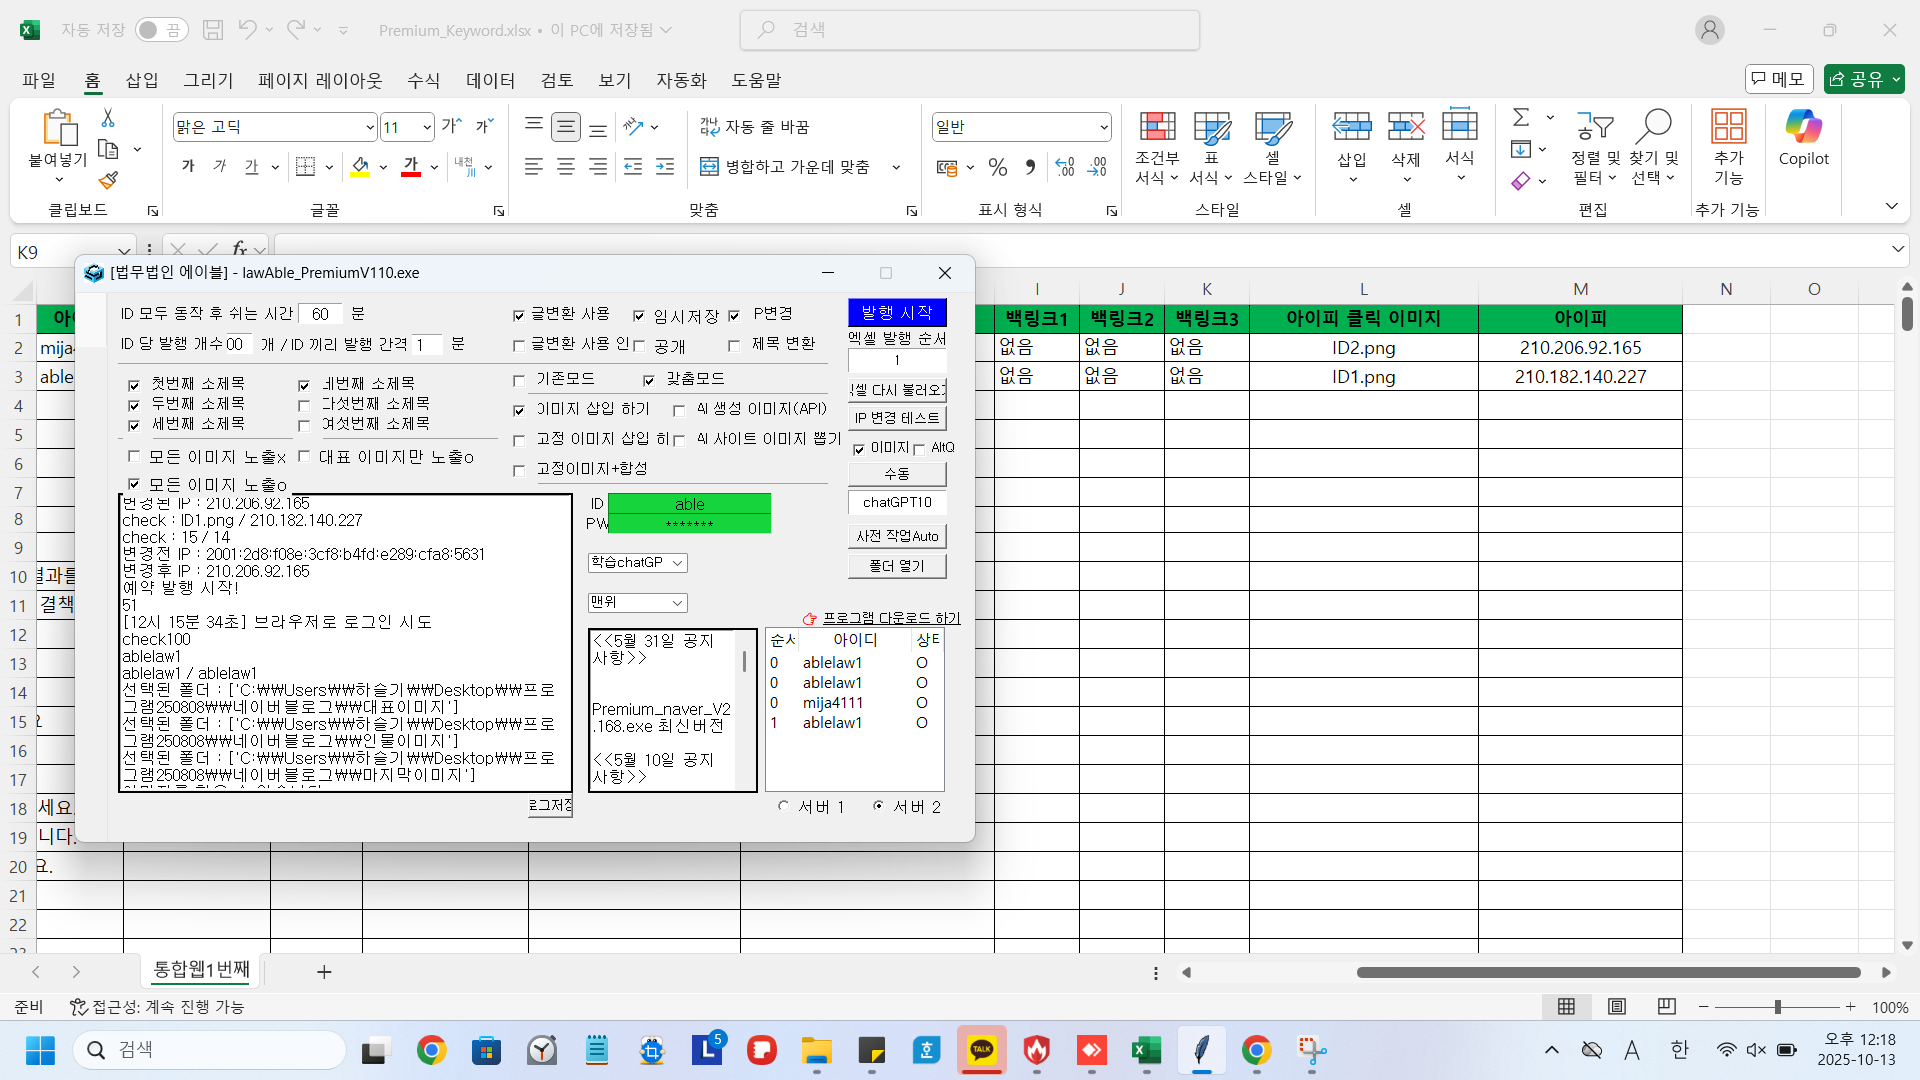 자동 저장 끔 Premium_Keyword.xlsx • 이 PC에 저장됨 검색
파일 홈 삽입 그리기 페이지 레이아웃 수식 데이터 검토 보기 자동화 도움말 메모 공유
붙여넣기
클립보드
맑은 고딕 11 가 가
가 가 가 가 내천
글꼴
자동 줄 바꿈
병합하고 가운데 맞춤
맞춤
일반
표시 형식
조건부 서식
표 서식
셀 스타일
스타일
삽입 삭제 서식
셀
정렬 및 필터
찾기 및 선택
편집
추가 기능
추가 기능
Copilot
K9 fx
[법무법인 에이블] - lawAble_PremiumV110.exe
ID 모두 동작 후 쉬는 시간 60 분
ID 당 발행 개수 00 개 / ID 끼리 발행 간격 1 분
글변환 사용 임시저장 P변경
글변환 사용 인 공개 제목 변환
첫번째 소제목 네번째 소제목
두번째 소제목 다섯번째 소제목
세번째 소제목 여섯번째 소제목
모든 이미지 노출x 대표 이미지만 노출o
모든 이미지 노출o
기존모드 맞춤모드
이미지 삽입 하기 AI 생성 이미지(API)
고정 이미지 삽입 히 AI 사이트 이미지 뽑기
고정이미지+합성
발행 시작
엑셀 발행 순서
1
IP 변경 테스트
이미지 AltQ
수동
chatGPT10
사전 작업Auto
폴더 열기
변경된 IP : 210.206.92.165
check : ID1.png / 210.182.140.227
check : 15 / 14
변경전 IP : 2001:2d8:f08e:3cf8:b4fd:e289:cfa8:5631
변경후 IP : 210.206.92.165
예약 발행 시작!
51
[12시 15분 34초] 브라우저로 로그인 시도
check100
ablelaw1
ablelaw1 / ablelaw1
선택된 폴더 : ['C:₩₩Users₩₩하슬기₩₩Desktop₩₩프로
그램250808₩₩네이버블로그₩₩대표이미지']
선택된 폴더 : ['C:₩₩Users₩₩하슬기₩₩Desktop₩₩프로
그램250808₩₩네이버블로그₩₩인물이미지']
선택된 폴더 : ['C:₩₩Users₩₩하슬기₩₩Desktop₩₩프로
그램250808₩₩네이버블로그₩₩마지막이미지']
로그저장
ID able
PW *******
학습chatGP
맨위
프로그램 다운로드 하기
<<5월 31일 공지
사항>>
Premium_naver_V2
.168.exe 최신버전
<<5월 10일 공지
사항>>
순서 아이디 상태
0 ablelaw1 O
0 ablelaw1 O
0 mija4111 O
1 ablelaw1 O
서버 1 서버 2
I J K L M N O
1 백링크1 백링크2 백링크3 아이피 클릭 이미지 아이피
2 mija 없음 없음 없음 ID2.png 210.206.92.165
3 able 없음 없음 없음 ID1.png 210.182.140.227
4
5
6
7
8
9
10 결과를
11 결책
12
13
14
15
16
17
18 세요
19 니다.
20 요.
21
22
통합웹1번째
준비 접근성: 계속 진행 가능 100%
검색 5 TALK A 한 오후 12:18
2025-10-13